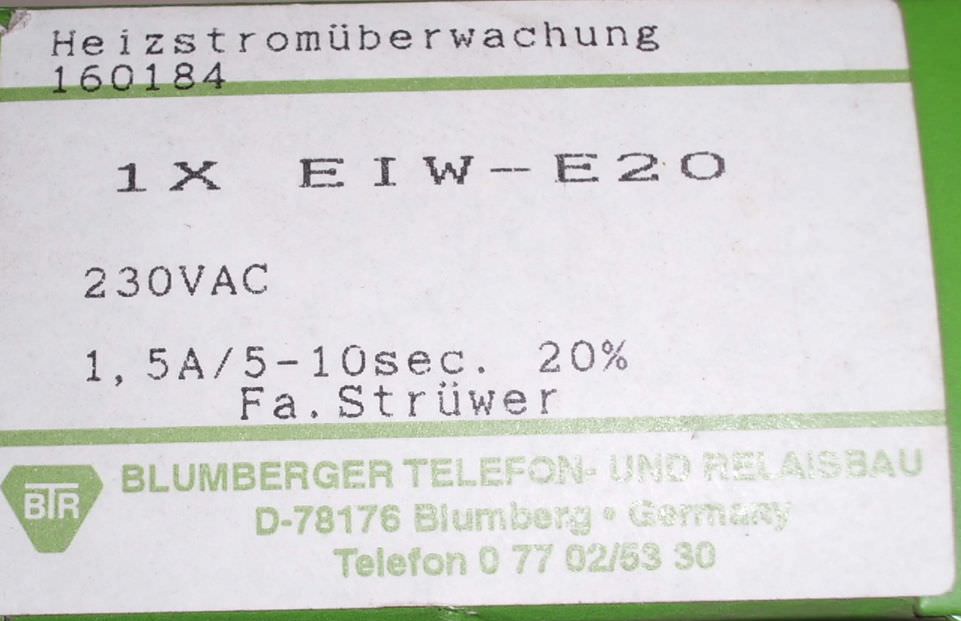 Heizstromüberwachung
160184
1X EIW-E20
230VAC
1,5A/5-10sec. 20%
Fa.Strüwer
BTR
BLUMBERGER TELEFON- UND RELAISBAU
D-78176 Blumberg • Germany
Telefon 0 77 02/53 30